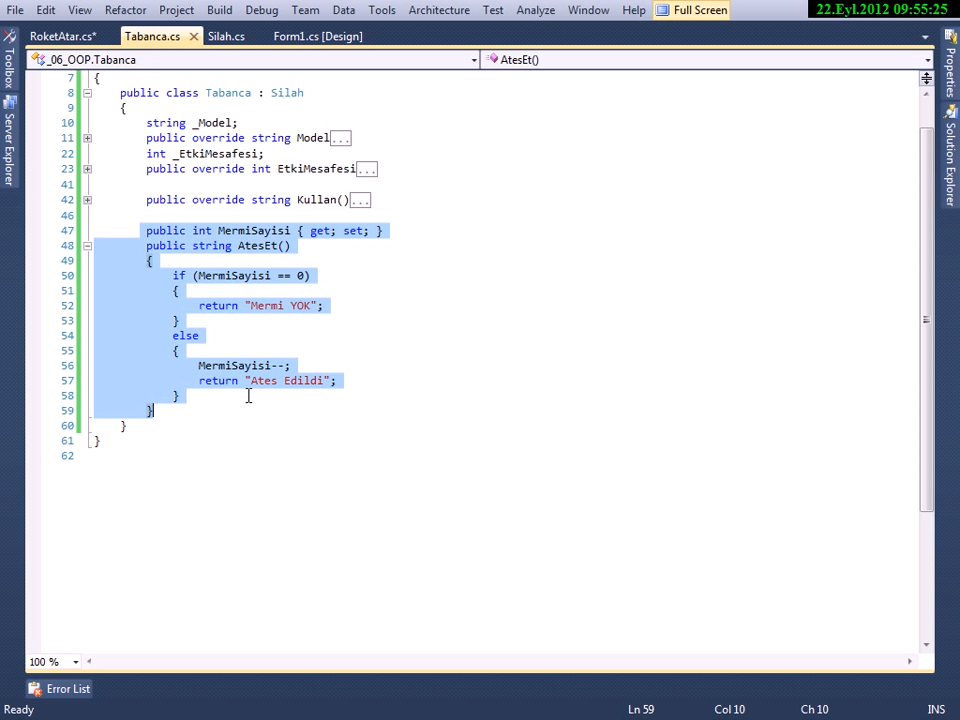 File Edit View Refactor Project Build Debug Team Data Tools Architecture Test Analyze Window Help Full Screen 22.Eyl.2012 09:55:25
RoketAtar.cs* Tabanca.cs Silah.cs Form1.cs [Design]
_06_OOP.Tabanca AtesEt()
Toolbox
Server Explorer
Properties
Solution Explorer
7 {
8 public class Tabanca : Silah
9 {
10 string _Model;
11 public override string Model...
22 int _EtkiMesafesi;
23 public override int EtkiMesafesi...
41
42 public override string Kullan()...
46
47 public int MermiSayisi { get; set; }
48 public string AtesEt()
49 {
50 if (MermiSayisi == 0)
51 {
52 return "Mermi YOK";
53 }
54 else
55 {
56 MermiSayisi--;
57 return "Ates Edildi";
58 }
59 }
60 }
61 }
62
100 %
Error List
Ready Ln 59 Col 10 Ch 10 INS